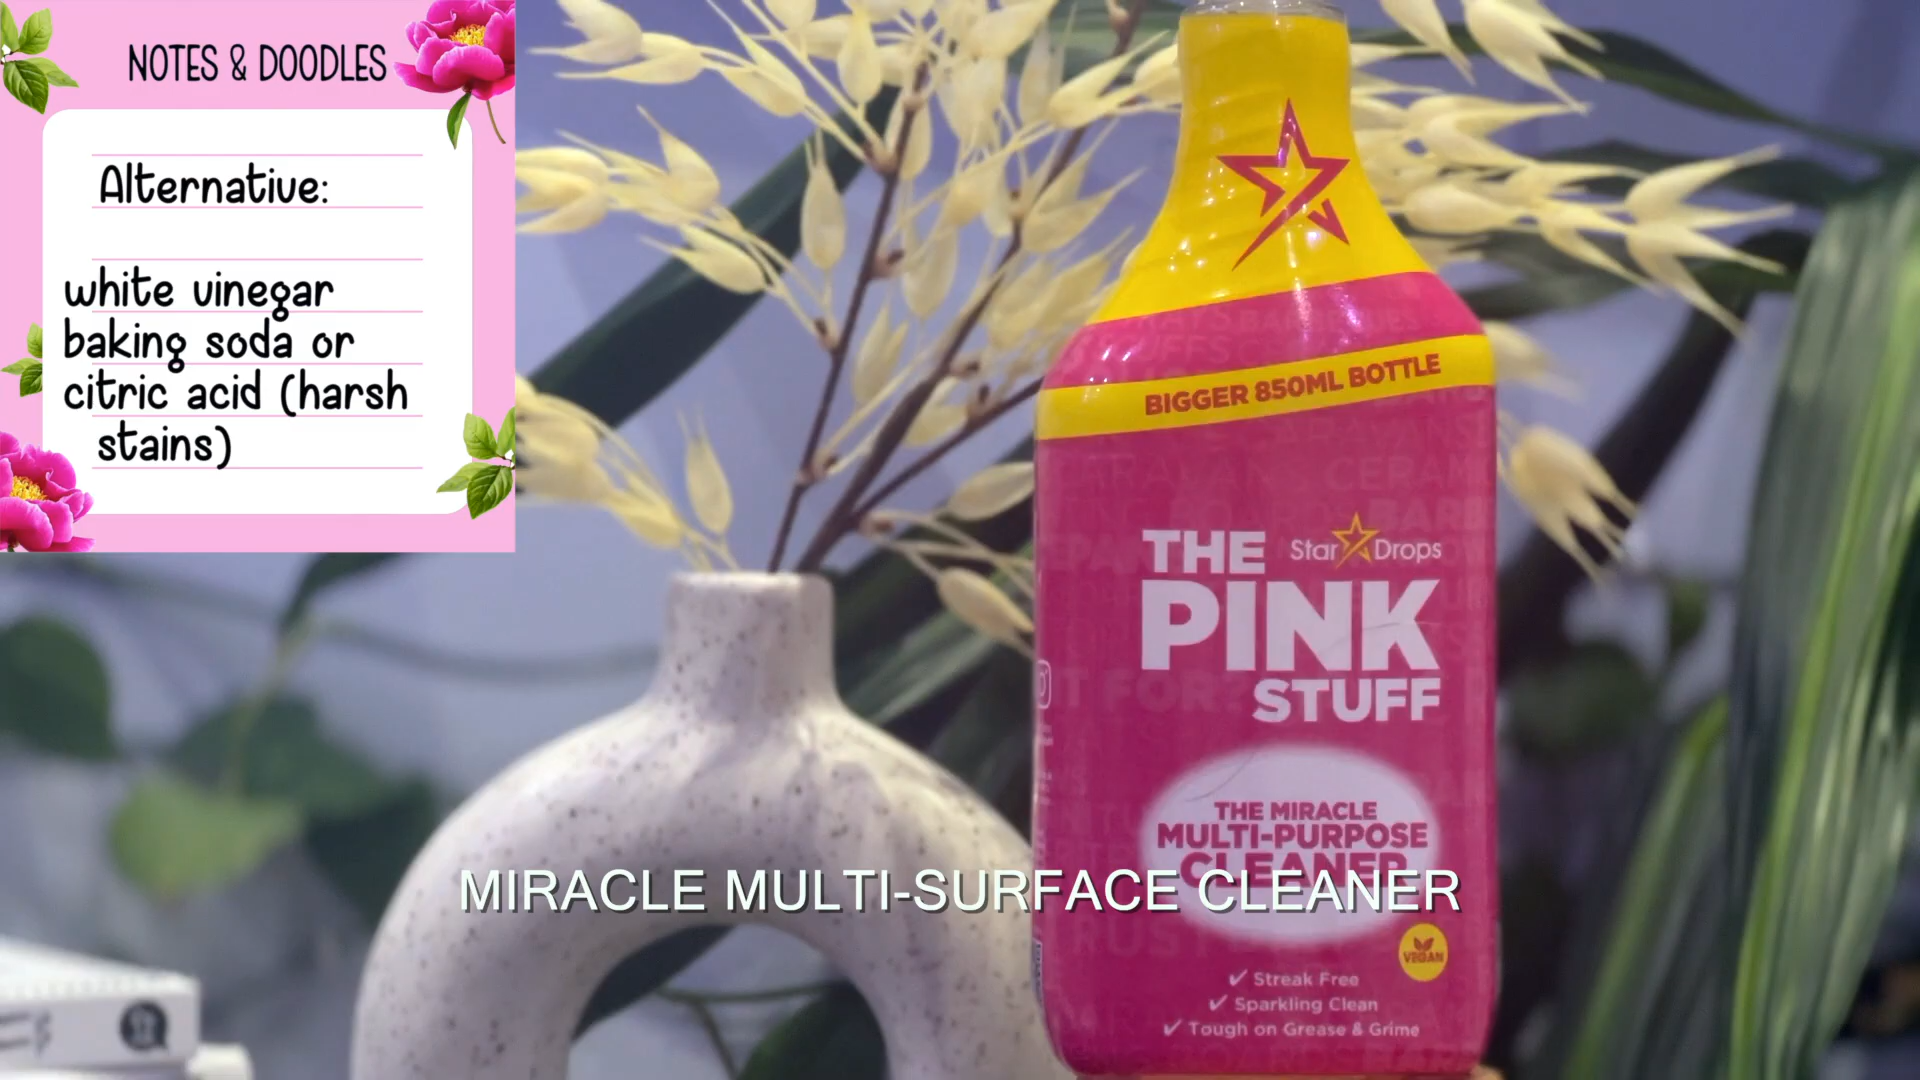 NOTES & DOODLES
Alternative:
white vinegar
baking soda or
citric acid (harsh
stains)
BIGGER 850ML BOTTLE
THE
Star Drops
PINK
STUFF
THE MIRACLE
MULTI-PURPOSE
CLEANER
MIRACLE MULTI-SURFACE CLEANER
VEGAN
✓ Streak Free
✓ Sparkling Clean
✓ Tough on Grease & Grime